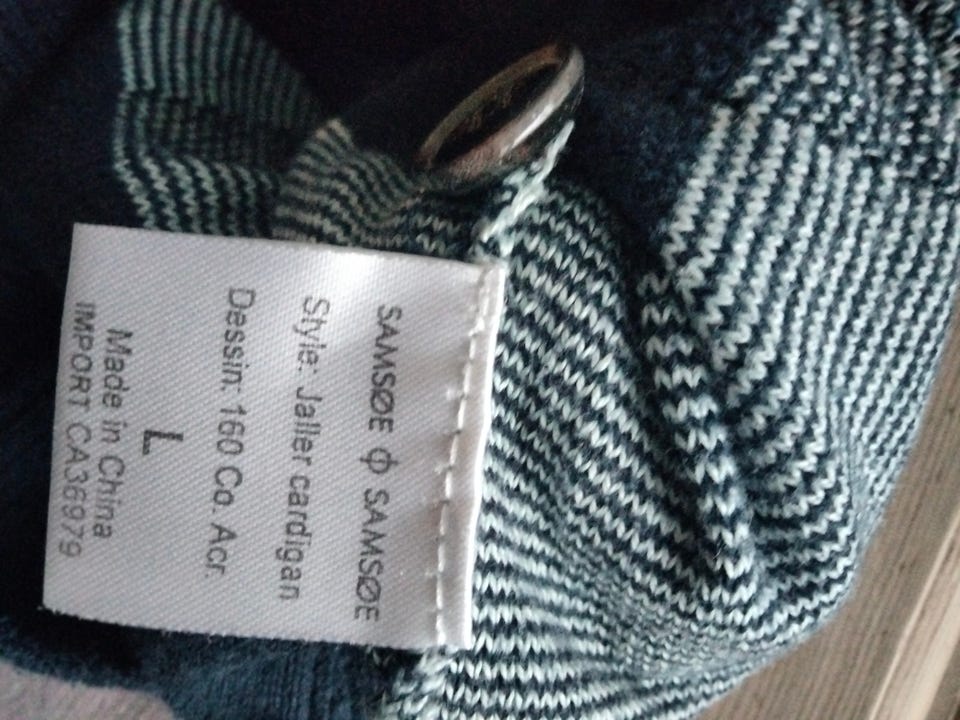 SAMSØE ɸ SAMSØE
Style: Jaller cardigan
Dessin: 160 Co. Acr.
L
Made in China
IMPORT CA36979